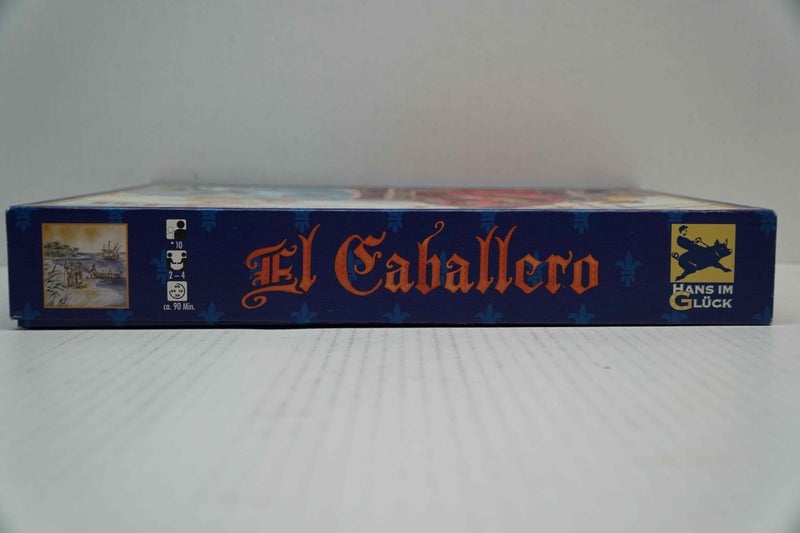 * 10
2 – 4
ca. 90 Min.
El Caballero
HANS IM
GLÜCK